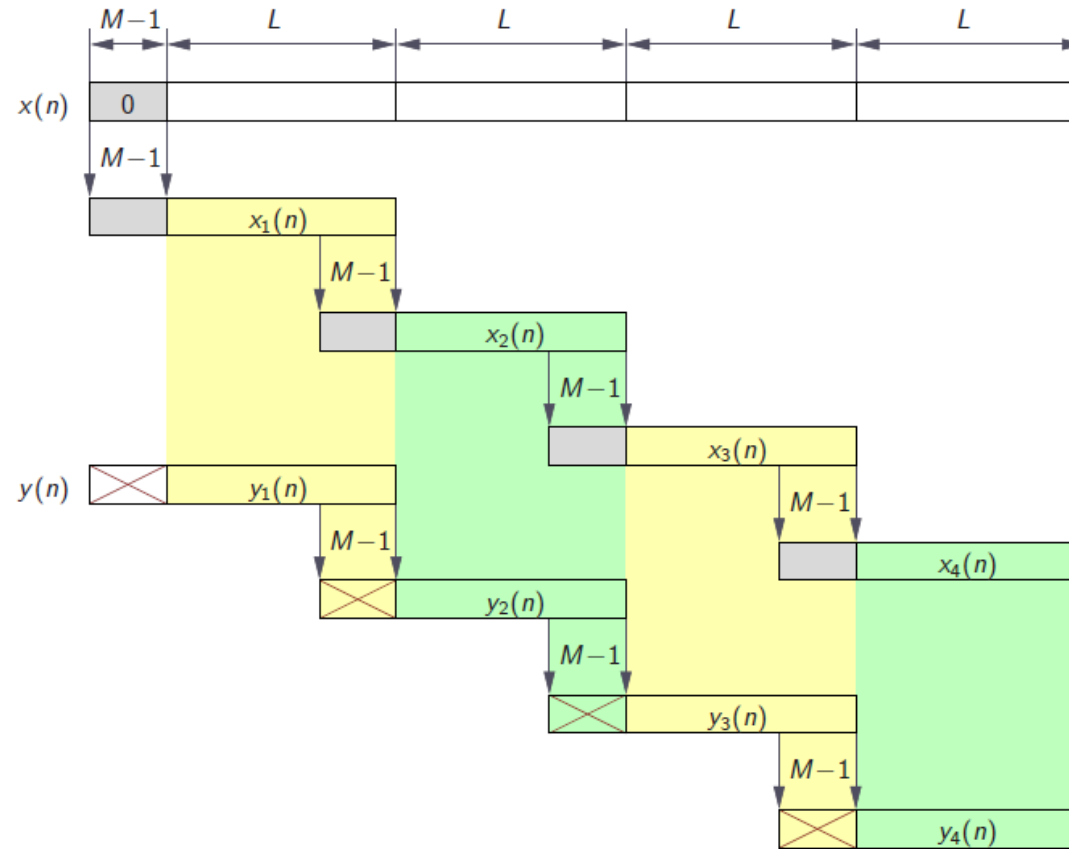 M−1 L L L L
x(n) 0
M−1
x₁(n)
M−1
x₂(n)
M−1
x₃(n)
y(n) y₁(n) M−1
M−1 x₄(n)
y₂(n)
M−1
y₃(n)
M−1
y₄(n)